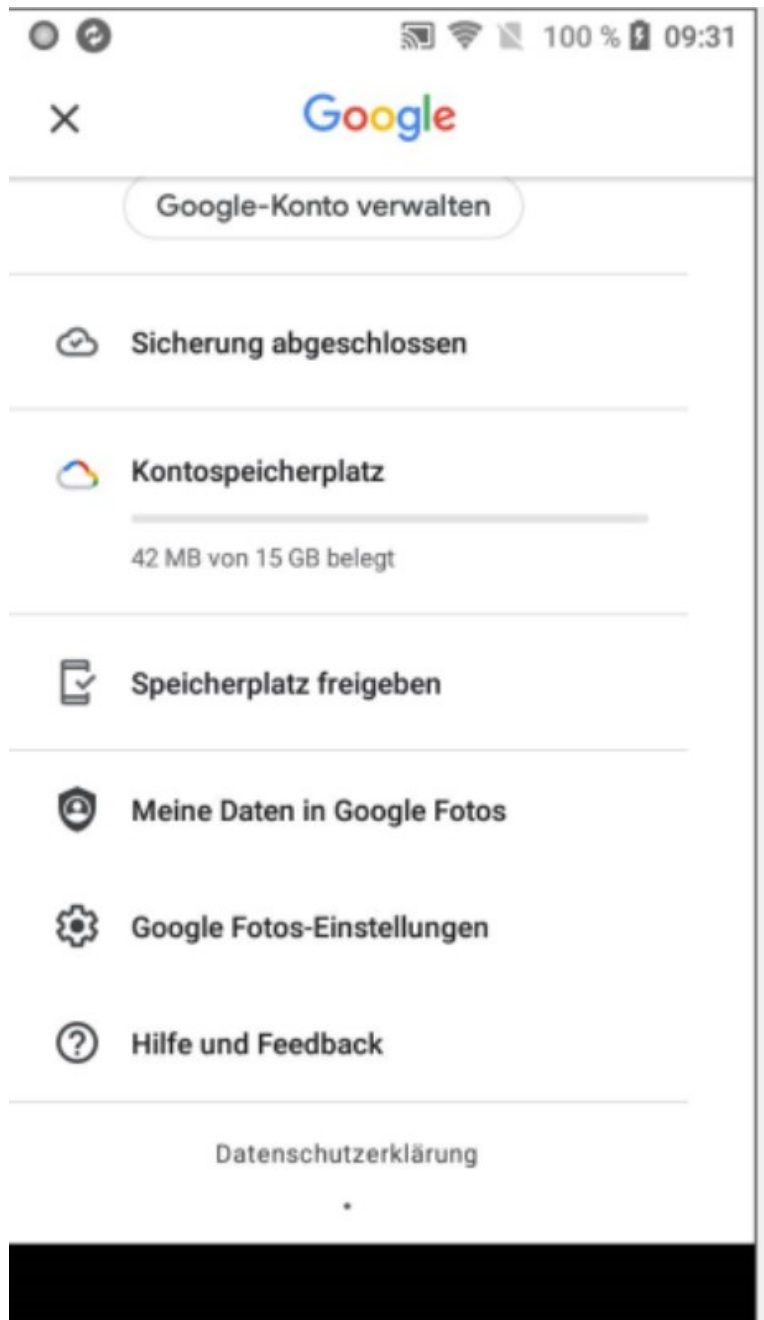 100 % 09:31
Google
Google-Konto verwalten
Sicherung abgeschlossen
Kontospeicherplatz
42 MB von 15 GB belegt
Speicherplatz freigeben
Meine Daten in Google Fotos
Google Fotos-Einstellungen
Hilfe und Feedback
Datenschutzerklärung
•